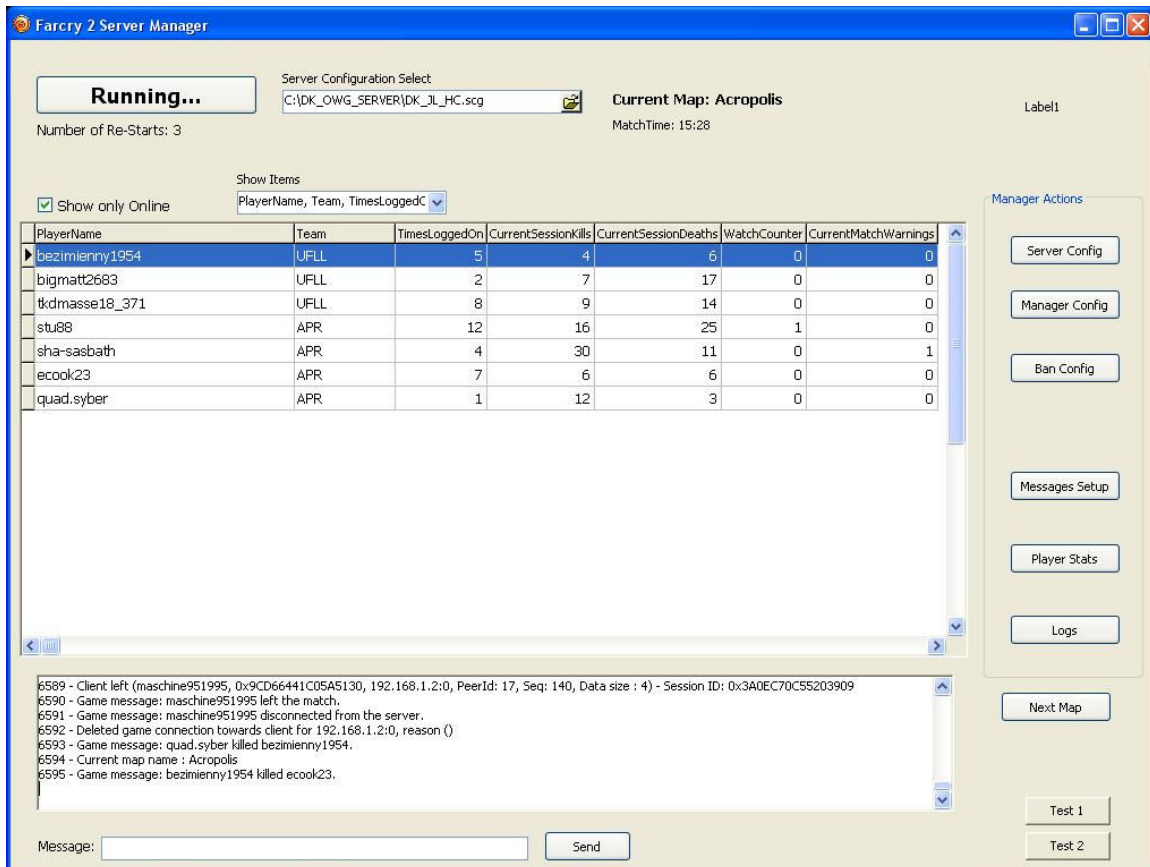 Farcry 2 Server Manager
Running...
Server Configuration Select
C:\DK_OWG_SERVER\DK_JL_HC.scg
Current Map: Acropolis
Label1
Number of Re-Starts: 3
MatchTime: 15:28
Show Items
Show only Online
PlayerName, Team, TimesLoggedC
Manager Actions
PlayerName Team TimesLoggedOn CurrentSessionKills CurrentSessionDeaths WatchCounter CurrentMatchWarnings
bezimienny1954 UFLL 5 4 6 0 0
bigmatt2683 UFLL 2 7 17 0 0
tkdmasse18_371 UFLL 8 9 14 0 0
stu88 APR 12 16 25 1 0
sha-sasbath APR 4 30 11 0 1
ecook23 APR 7 6 6 0 0
quad.syber APR 1 12 3 0 0
Server Config
Manager Config
Ban Config
Messages Setup
Player Stats
Logs
6589 - Client left (maschine951995, 0x9CD66441C05A5130, 192.168.1.2:0, PeerId: 17, Seq: 140, Data size : 4) - Session ID: 0x3A0EC70C55203909
6590 - Game message: maschine951995 left the match.
6591 - Game message: maschine951995 disconnected from the server.
6592 - Deleted game connection towards client for 192.168.1.2:0, reason ()
6593 - Game message: quad.syber killed bezimienny1954.
6594 - Current map name : Acropolis
6595 - Game message: bezimienny1954 killed ecook23.
Next Map
Test 1
Message:
Send
Test 2